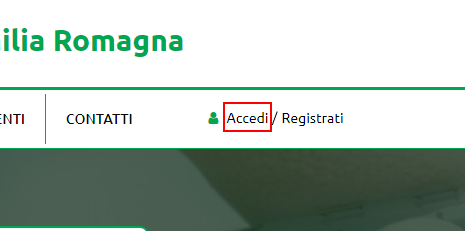 ilia Romagna
ENTI CONTATTI Accedi / Registrati